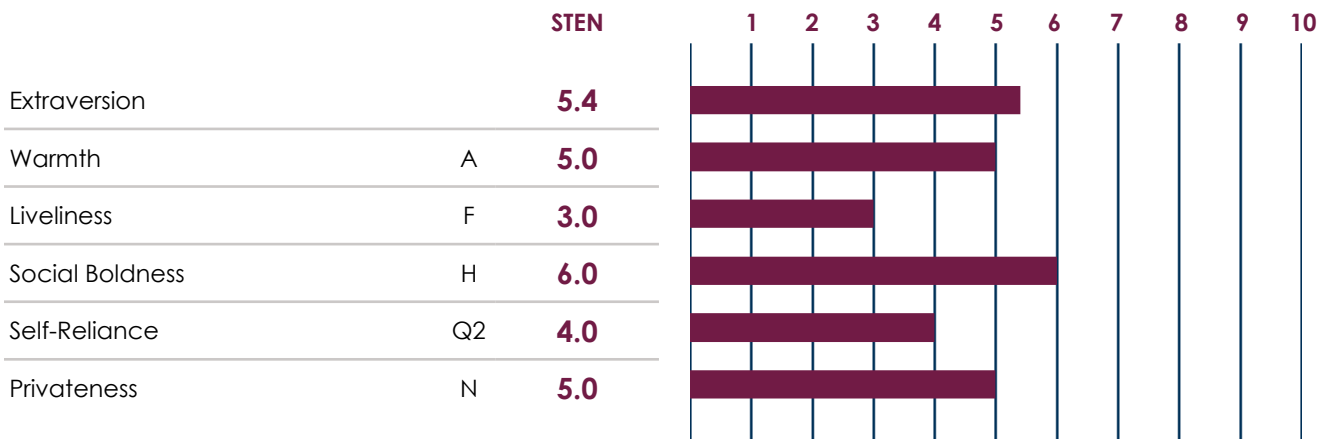 STEN 1 2 3 4 5 6 7 8 9 10
Extraversion 5.4
Warmth A 5.0
Liveliness F 3.0
Social Boldness H 6.0
Self-Reliance Q2 4.0
Privateness N 5.0